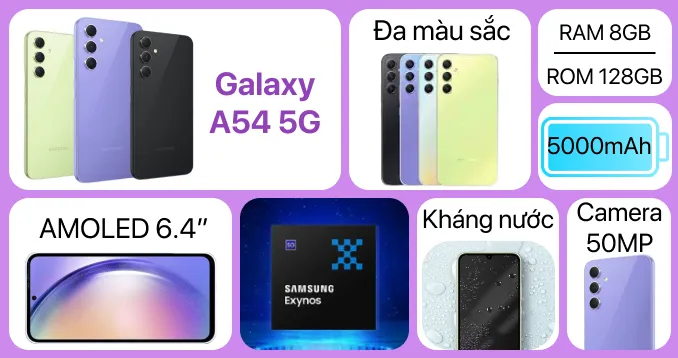 Galaxy
A54 5G
Đa màu sắc
RAM 8GB
ROM 128GB
5000mAh
AMOLED 6.4″
5G
SAMSUNG
Exynos
Kháng nước
Camera
50MP